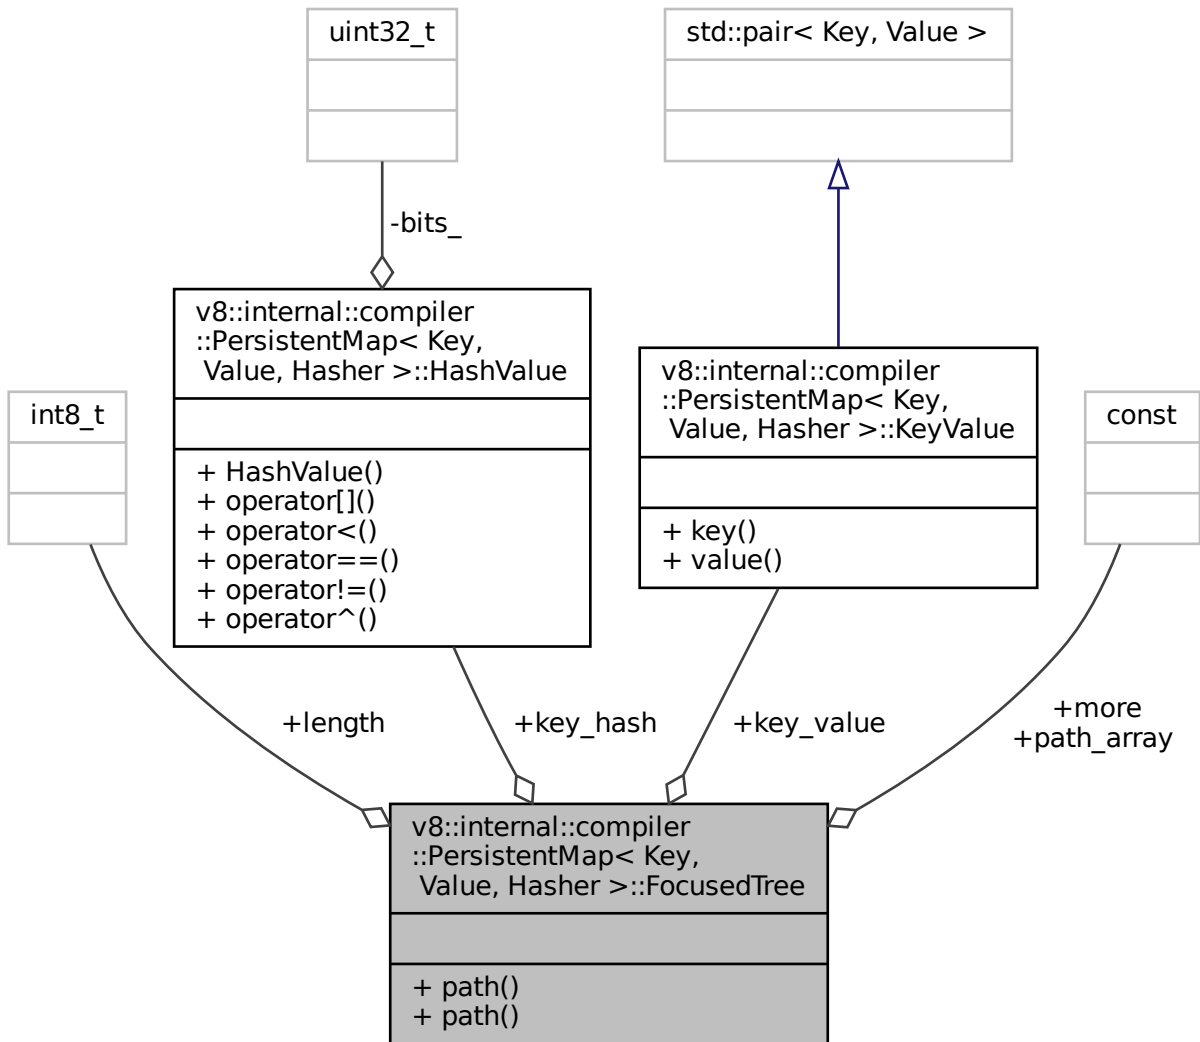 uint32_t
std::pair< Key, Value >
-bits_
v8::internal::compiler
::PersistentMap< Key,
Value, Hasher >::HashValue
+ HashValue()
+ operator[]()
+ operator<()
+ operator==()
+ operator!=()
+ operator^()
v8::internal::compiler
::PersistentMap< Key,
Value, Hasher >::KeyValue
+ key()
+ value()
int8_t
const
+length
+key_hash
+key_value
+more
+path_array
v8::internal::compiler
::PersistentMap< Key,
Value, Hasher >::FocusedTree
+ path()
+ path()